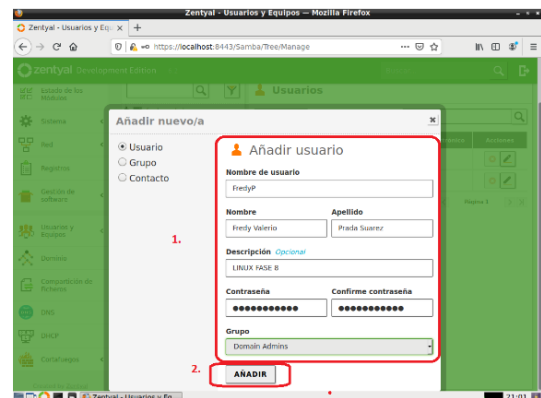 Zentyal - Usuarios y Equipos — Mozilla Firefox
Zentyal - Usuarios y Equ
https://localhost:8443/Samba/Tree/Manage
zentyal Development Edition
Estado de los
Módulos
Usuarios
Sistema
Añadir nuevo/a
Usuario
Grupo
Contacto
Añadir usuario
Nombre de usuario
FredyP
Red
Acciones
Registros
Gestión de
software
Página 1
Nombre
Apellido
Fredy Valerio
Prada Suarez
1.
Usuarios y
Equipos
Descripción Opcional
LINUX FASE 8
Dominio
Compartición de
ficheros
Contraseña
Confirme contraseña
DNS
DHCP
Grupo
Domain Admins
Cortafuegos
2.
AÑADIR
Zentyal - Usuarios y Eq
21:01